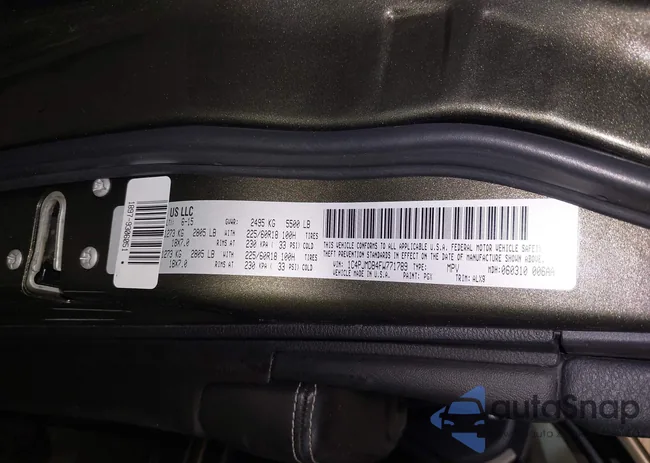 US LLC
6-15
GVWR: 2495 KG 5500 LB
1273 KG 2805 LB WITH 225/60R18 100H TIRES
18X7.0 RIMS AT 230 KPA ( 33 PSI) COLD
1273 KG 2805 LB WITH 225/60R18 100H TIRES
18X7.0 RIMS AT 230 KPA ( 33 PSI) COLD
THIS VEHICLE CONFORMS TO ALL APPLICABLE U.S.A. FEDERAL MOTOR VEHICLE SAFETY
THEFT PREVENTION STANDARDS IN EFFECT ON THE DATE OF MANUFACTURE SHOWN ABOVE.
VIN: 1C4PJMDB4FW771789 TYPE: MPV MDH: 060310 006AA
VEHICLE MADE IN U.S.A. PAINT: PGV TRIM: ALX9
autoSnap